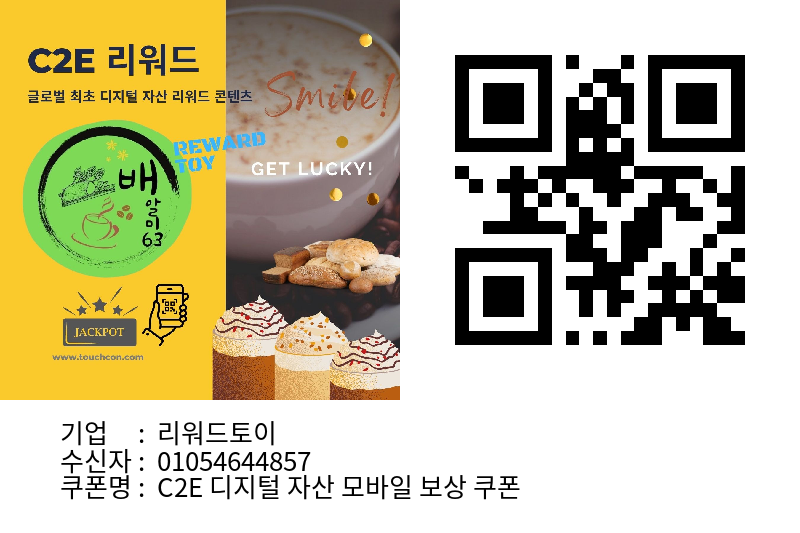 C2E 리워드
글로벌 최초 디지털 자산 리워드 콘텐츠
Smile!
REWARD
TOY
GET LUCKY!
배
알
미
63
JACKPOT
www.touchcon.com
기업 : 리워드토이
수신자 : 01054644857
쿠폰명 : C2E 디지털 자산 모바일 보상 쿠폰